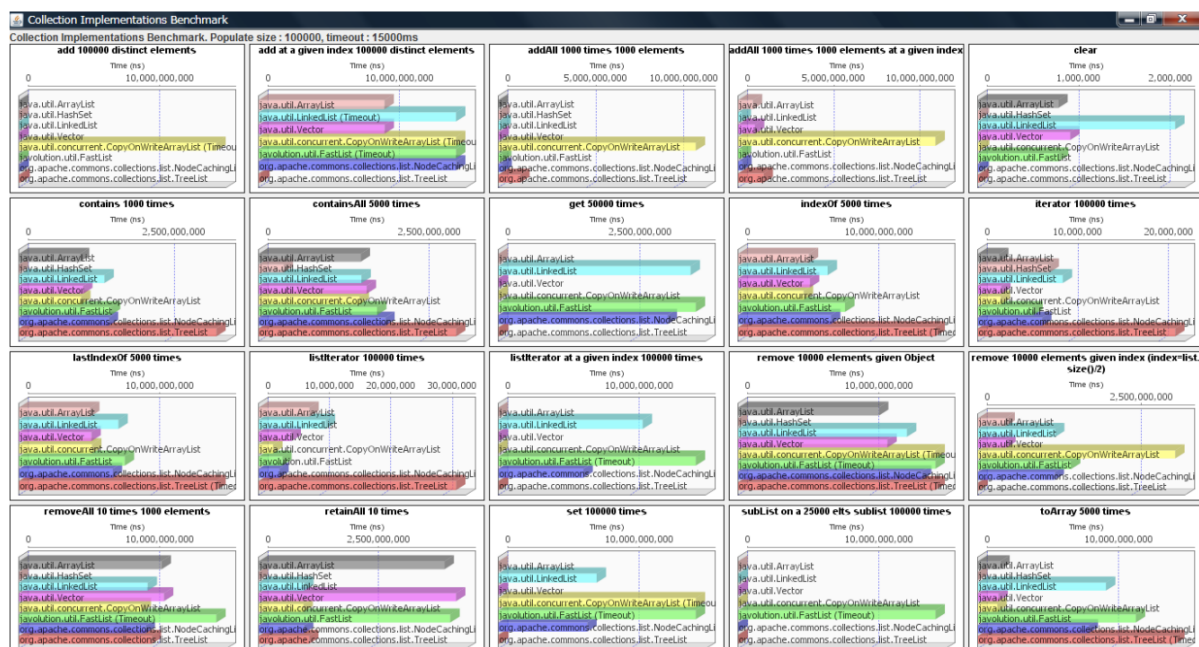 Collection Implementations Benchmark
Collection Implementations Benchmark. Populate size : 100000, timeout : 15000ms
add 100000 distinct elements
Time (ns)
0 10,000,000,000
java.util.ArrayList
java.util.HashSet
java.util.LinkedList
java.util.Vector
java.util.concurrent.CopyOnWriteArrayList (Timeou
javolution.util.FastList
org.apache.commons.collections.list.NodeCachingLi
org.apache.commons.collections.list.TreeList
add at a given index 100000 distinct elements
Time (ns)
0 10,000,000,000
java.util.ArrayList
java.util.LinkedList (Timeout)
java.util.Vector
java.util.concurrent.CopyOnWriteArrayList (Timeout)
javolution.util.FastList (Timeout)
org.apache.commons.collections.list.NodeCachingLi
org.apache.commons.collections.list.TreeList
addAll 1000 times 1000 elements
Time (ns)
0 5,000,000,000 10,000,000,000
java.util.ArrayList
java.util.HashSet
java.util.LinkedList
java.util.Vector
java.util.concurrent.CopyOnWriteArrayList
javolution.util.FastList
org.apache.commons.collections.list.NodeCachingLi
org.apache.commons.collections.list.TreeList
addAll 1000 times 1000 elements at a given index
Time (ns)
0 5,000,000,000 10,000,000,000
java.util.ArrayList
java.util.LinkedList
java.util.Vector
java.util.concurrent.CopyOnWriteArrayList
javolution.util.FastList
org.apache.commons.collections.list.NodeCachingLi
org.apache.commons.collections.list.TreeList
clear
Time (ns)
0 1,000,000 2,000,000
java.util.ArrayList
java.util.HashSet
java.util.LinkedList
java.util.Vector
java.util.concurrent.CopyOnWriteArrayList
javolution.util.FastList
org.apache.commons.collections.list.NodeCachingLi
org.apache.commons.collections.list.TreeList
contains 1000 times
Time (ns)
0 2,500,000,000
java.util.ArrayList
java.util.HashSet
java.util.LinkedList
java.util.Vector
java.util.concurrent.CopyOnWriteArrayList
javolution.util.FastList
org.apache.commons.collections.list.NodeCachingLi
org.apache.commons.collections.list.TreeList
containsAll 5000 times
Time (ns)
0 2,500,000,000
java.util.ArrayList
java.util.HashSet
java.util.LinkedList
java.util.Vector
java.util.concurrent.CopyOnWriteArrayList
javolution.util.FastList
org.apache.commons.collections.list.NodeCachingLi
org.apache.commons.collections.list.TreeList
get 50000 times
Time (ns)
0 2,500,000,000
java.util.ArrayList
java.util.LinkedList
java.util.Vector
java.util.concurrent.CopyOnWriteArrayList
javolution.util.FastList
org.apache.commons.collections.list.NodeCachingLi
org.apache.commons.collections.list.TreeList
indexOf 5000 times
Time (ns)
0 10,000,000,000
java.util.ArrayList
java.util.LinkedList
java.util.Vector
java.util.concurrent.CopyOnWriteArrayList
javolution.util.FastList
org.apache.commons.collections.list.NodeCachingLi
org.apache.commons.collections.list.TreeList (Timeo
iterator 100000 times
Time (ns)
0 10,000,000 20,000,000
java.util.ArrayList
java.util.HashSet
java.util.LinkedList
java.util.Vector
java.util.concurrent.CopyOnWriteArrayList
javolution.util.FastList
org.apache.commons.collections.list.NodeCachingLi
org.apache.commons.collections.list.TreeList
lastIndexOf 5000 times
Time (ns)
0 10,000,000,000
java.util.ArrayList
java.util.LinkedList
java.util.Vector
java.util.concurrent.CopyOnWriteArrayList
javolution.util.FastList
org.apache.commons.collections.list.NodeCachingLi
org.apache.commons.collections.list.TreeList (Timeo
listIterator 100000 times
Time (ns)
0 10,000,000 20,000,000 30,000,000
java.util.ArrayList
java.util.LinkedList
java.util.Vector
java.util.concurrent.CopyOnWriteArrayList
javolution.util.FastList
org.apache.commons.collections.list.NodeCachingLi
org.apache.commons.collections.list.TreeList
listIterator at a given index 100000 times
Time (ns)
0 10,000,000,000
java.util.ArrayList
java.util.LinkedList
java.util.Vector
java.util.concurrent.CopyOnWriteArrayList
javolution.util.FastList (Timeout)
org.apache.commons.collections.list.NodeCachingLi
org.apache.commons.collections.list.TreeList
remove 10000 elements given Object
Time (ns)
0 10,000,000,000
java.util.ArrayList
java.util.HashSet
java.util.LinkedList
java.util.Vector
java.util.concurrent.CopyOnWriteArrayList (Timeou
javolution.util.FastList (Timeout)
org.apache.commons.collections.list.NodeCachingLi
org.apache.commons.collections.list.TreeList (Timeo
remove 10000 elements given index (index=list.
size()/2)
Time (ns)
0 2,500,000,000
java.util.ArrayList
java.util.LinkedList
java.util.Vector
java.util.concurrent.CopyOnWriteArrayList
javolution.util.FastList
org.apache.commons.collections.list.NodeCachingLi
org.apache.commons.collections.list.TreeList
removeAll 10 times 1000 elements
Time (ns)
0 10,000,000,000
java.util.ArrayList
java.util.HashSet
java.util.LinkedList
java.util.Vector
java.util.concurrent.CopyOnWriteArrayList
javolution.util.FastList (Timeout)
org.apache.commons.collections.list.NodeCachingLi
org.apache.commons.collections.list.TreeList
retainAll 10 times
Time (ns)
0 2,500,000,000
java.util.ArrayList
java.util.HashSet
java.util.LinkedList
java.util.Vector
java.util.concurrent.CopyOnWriteArrayList
javolution.util.FastList
org.apache.commons.collections.list.NodeCachingLi
org.apache.commons.collections.list.TreeList
set 100000 times
Time (ns)
0 10,000,000,000
java.util.ArrayList
java.util.LinkedList
java.util.Vector
java.util.concurrent.CopyOnWriteArrayList (Timeou
javolution.util.FastList (Timeout)
org.apache.commons.collections.list.NodeCachingLi
org.apache.commons.collections.list.TreeList
subList on a 25000 elts sublist 100000 times
Time (ns)
0 10,000,000,000
java.util.ArrayList
java.util.LinkedList
java.util.Vector
java.util.concurrent.CopyOnWriteArrayList
javolution.util.FastList (Timeout)
org.apache.commons.collections.list.NodeCachingLi
org.apache.commons.collections.list.TreeList
toArray 5000 times
Time (ns)
0 10,000,000,000
java.util.ArrayList
java.util.HashSet
java.util.LinkedList
java.util.Vector
java.util.concurrent.CopyOnWriteArrayList
javolution.util.FastList
org.apache.commons.collections.list.NodeCachingLi
org.apache.commons.collections.list.TreeList